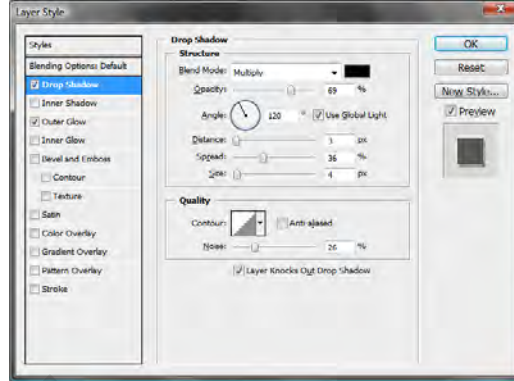 Layer Style
Styles
Blending Options: Default
Drop Shadow
Inner Shadow
Outer Glow
Inner Glow
Bevel and Emboss
Contour
Texture
Satin
Color Overlay
Gradient Overlay
Pattern Overlay
Stroke
Drop Shadow
Structure
Blend Mode: Multiply
Opacity: 69 %
Angle: 120 ° Use Global Light
Distance: 3 px
Spread: 36 %
Size: 4 px
Quality
Contour: Anti-aliased
Noise: 26 %
Layer Knocks Out Drop Shadow
OK
Reset
New Style...
Preview